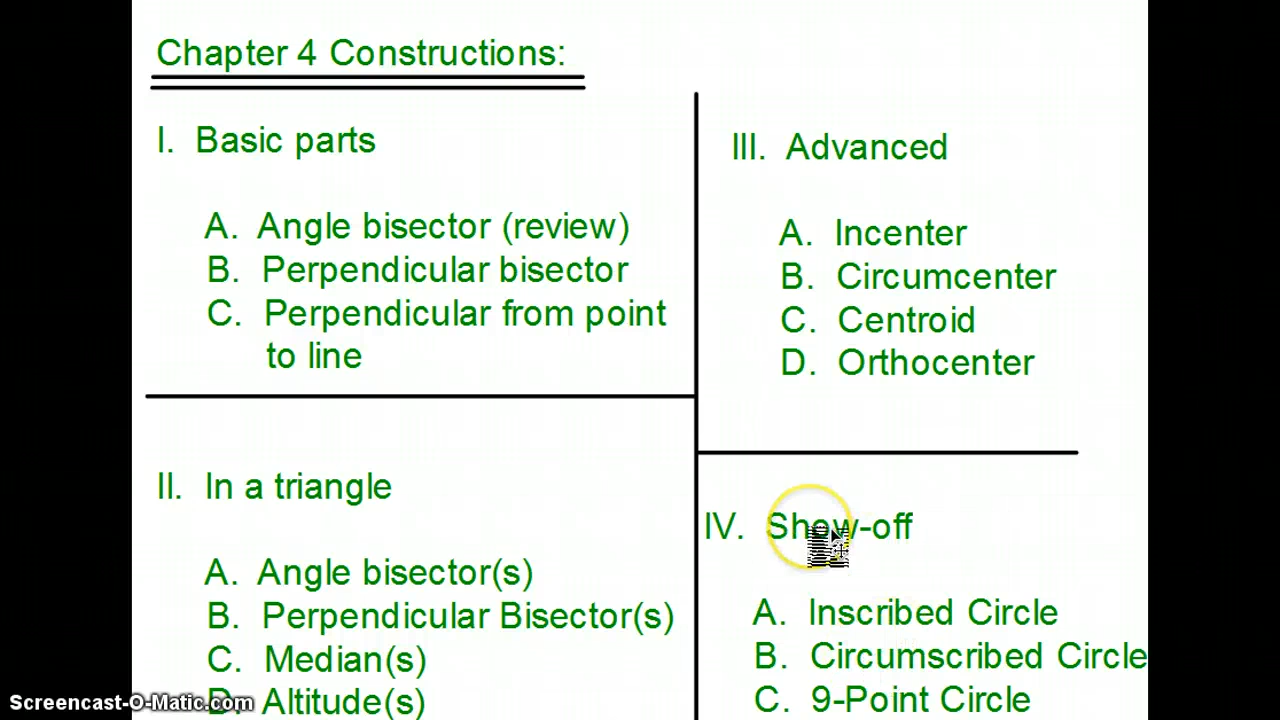 Chapter 4 Constructions:
I. Basic parts
A. Angle bisector (review)
B. Perpendicular bisector
C. Perpendicular from point
to line
II. In a triangle
A. Angle bisector(s)
B. Perpendicular Bisector(s)
C. Median(s)
D. Altitude(s)
III. Advanced
A. Incenter
B. Circumcenter
C. Centroid
D. Orthocenter
IV. Show-off
A. Inscribed Circle
B. Circumscribed Circle
C. 9-Point Circle
Screencast-O-Matic.com